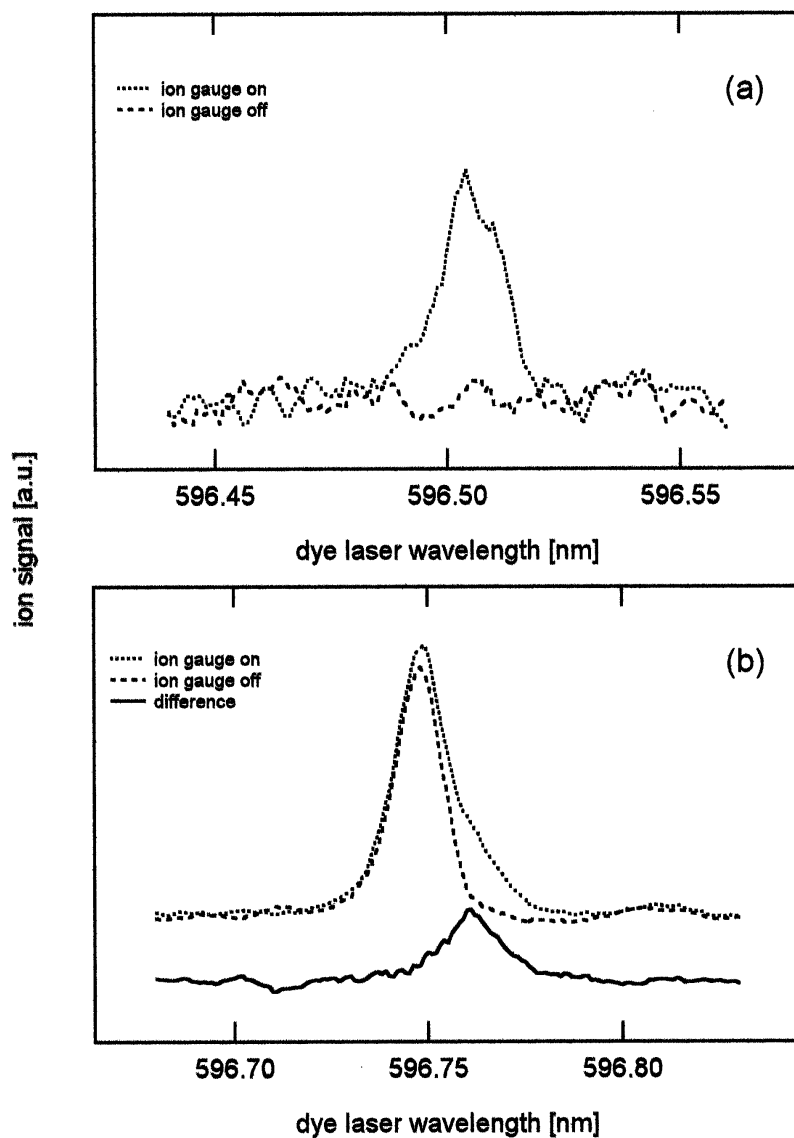 ion gauge on
ion gauge off
(a)
596.45 596.50 596.55
dye laser wavelength [nm]
ion signal [a.u.]
ion gauge on
ion gauge off
difference
(b)
596.70 596.75 596.80
dye laser wavelength [nm]